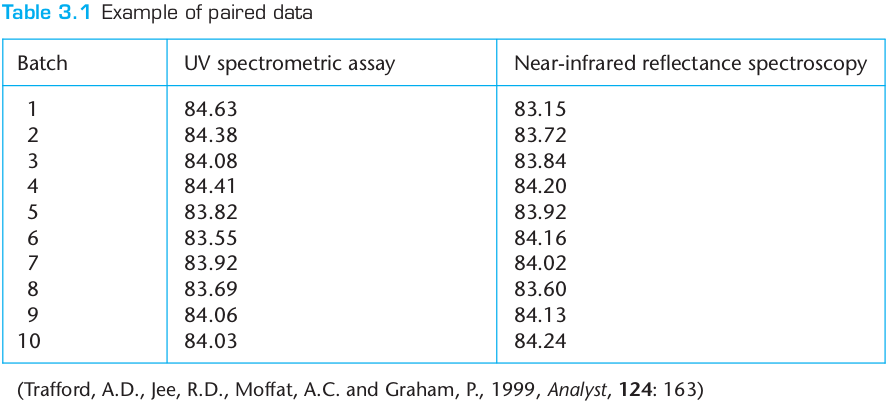 Table 3.1 Example of paired data
Batch UV spectrometric assay Near-infrared reflectance spectroscopy
1 84.63 83.15
2 84.38 83.72
3 84.08 83.84
4 84.41 84.20
5 83.82 83.92
6 83.55 84.16
7 83.92 84.02
8 83.69 83.60
9 84.06 84.13
10 84.03 84.24
(Trafford, A.D., Jee, R.D., Moffat, A.C. and Graham, P., 1999, Analyst, 124: 163)